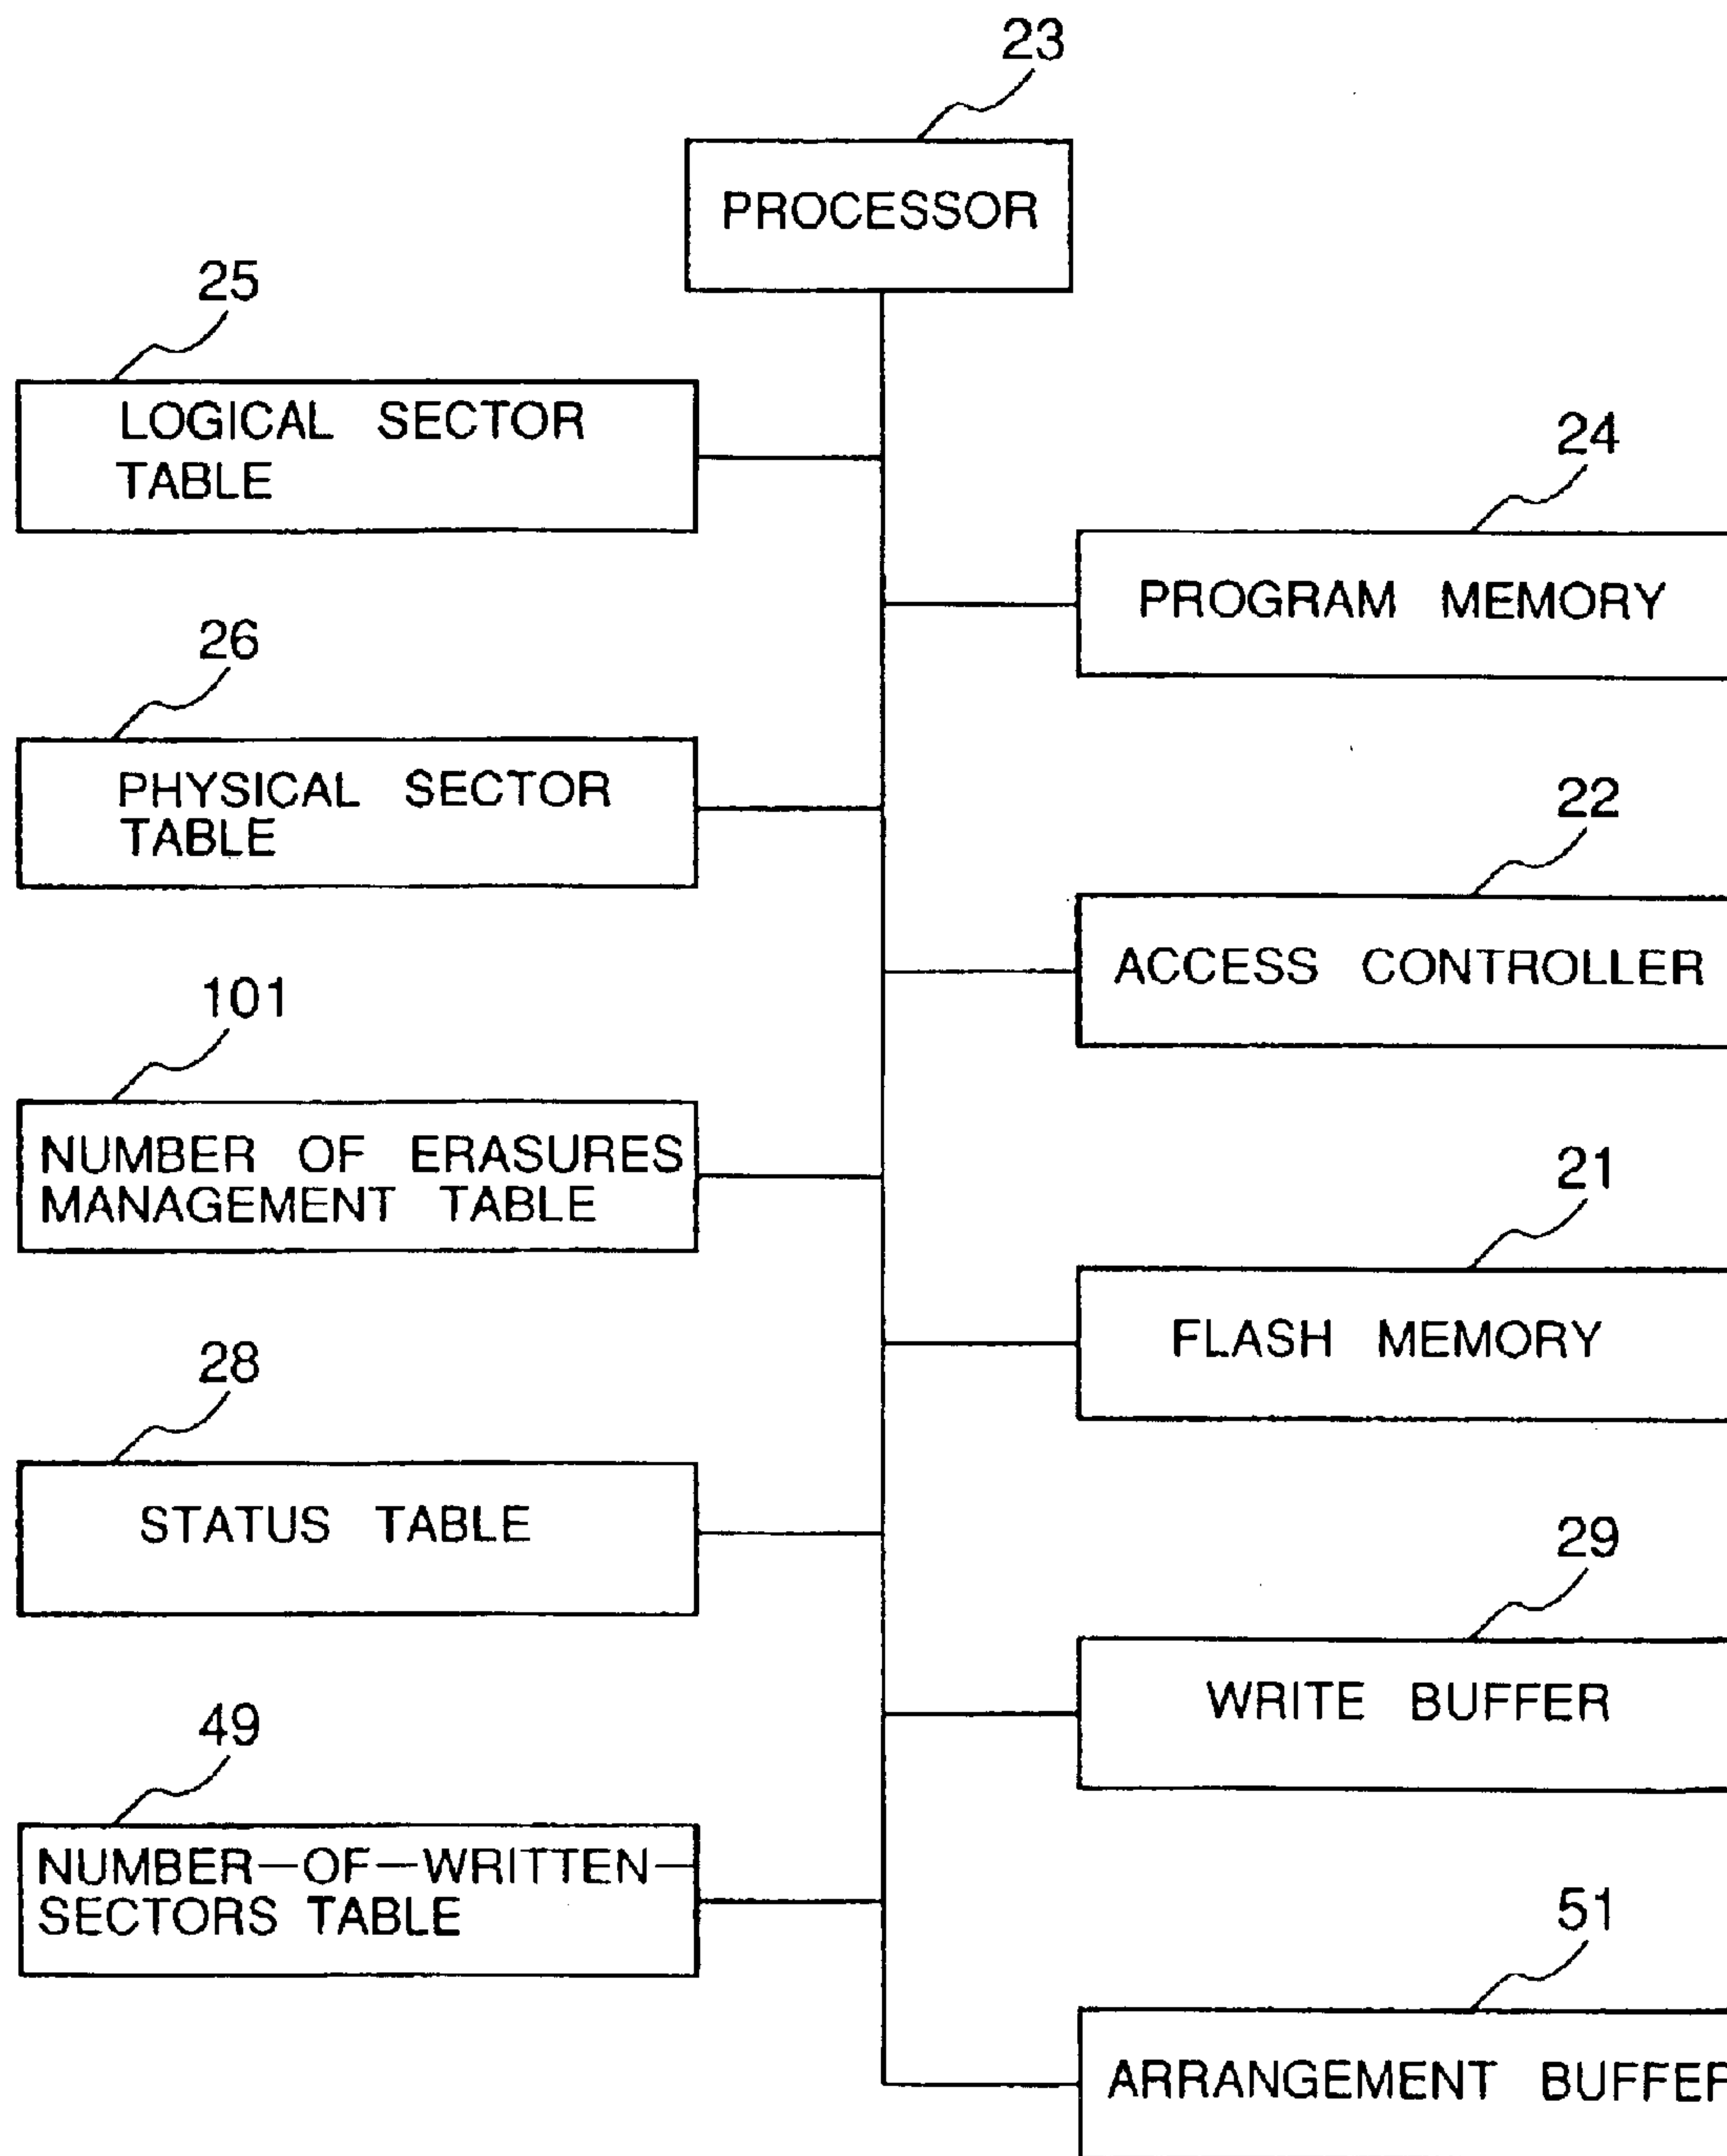 23
PROCESSOR
25
LOGICAL SECTOR
TABLE
24
PROGRAM MEMORY
26
PHYSICAL SECTOR
TABLE
22
ACCESS CONTROLLER
101
NUMBER OF ERASURES
MANAGEMENT TABLE
21
FLASH MEMORY
28
STATUS TABLE
29
WRITE BUFFER
49
NUMBER-OF-WRITTEN-
SECTORS TABLE
51
ARRANGEMENT BUFFER